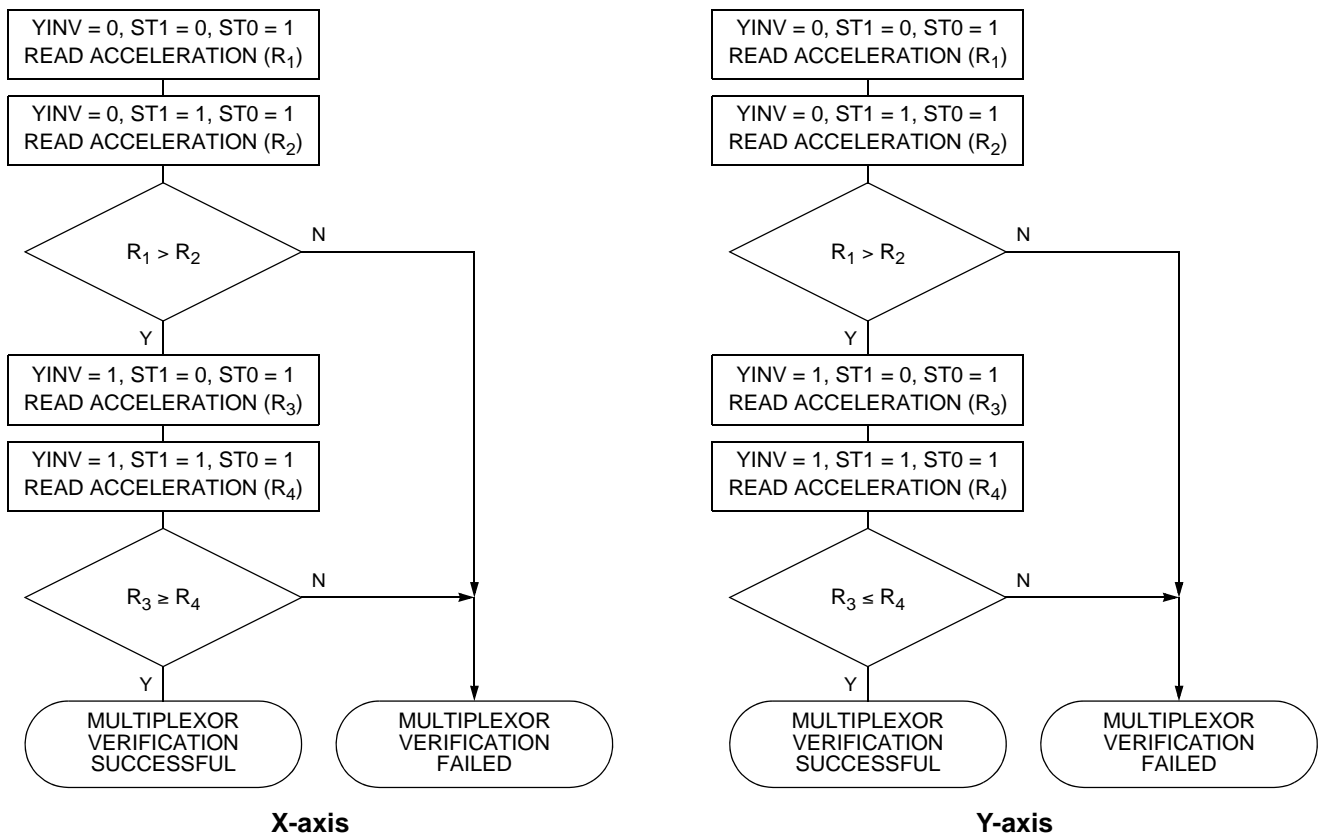 YINV = 0, ST1 = 0, ST0 = 1
READ ACCELERATION (R1)
YINV = 0, ST1 = 1, ST0 = 1
READ ACCELERATION (R2)
R1 > R2
N
Y
YINV = 1, ST1 = 0, ST0 = 1
READ ACCELERATION (R3)
YINV = 1, ST1 = 1, ST0 = 1
READ ACCELERATION (R4)
R3 ≥ R4
N
Y
MULTIPLEXOR
VERIFICATION
SUCCESSFUL
MULTIPLEXOR
VERIFICATION
FAILED
X-axis
YINV = 0, ST1 = 0, ST0 = 1
READ ACCELERATION (R1)
YINV = 0, ST1 = 1, ST0 = 1
READ ACCELERATION (R2)
R1 > R2
N
Y
YINV = 1, ST1 = 0, ST0 = 1
READ ACCELERATION (R3)
YINV = 1, ST1 = 1, ST0 = 1
READ ACCELERATION (R4)
R3 ≤ R4
N
Y
MULTIPLEXOR
VERIFICATION
SUCCESSFUL
MULTIPLEXOR
VERIFICATION
FAILED
Y-axis